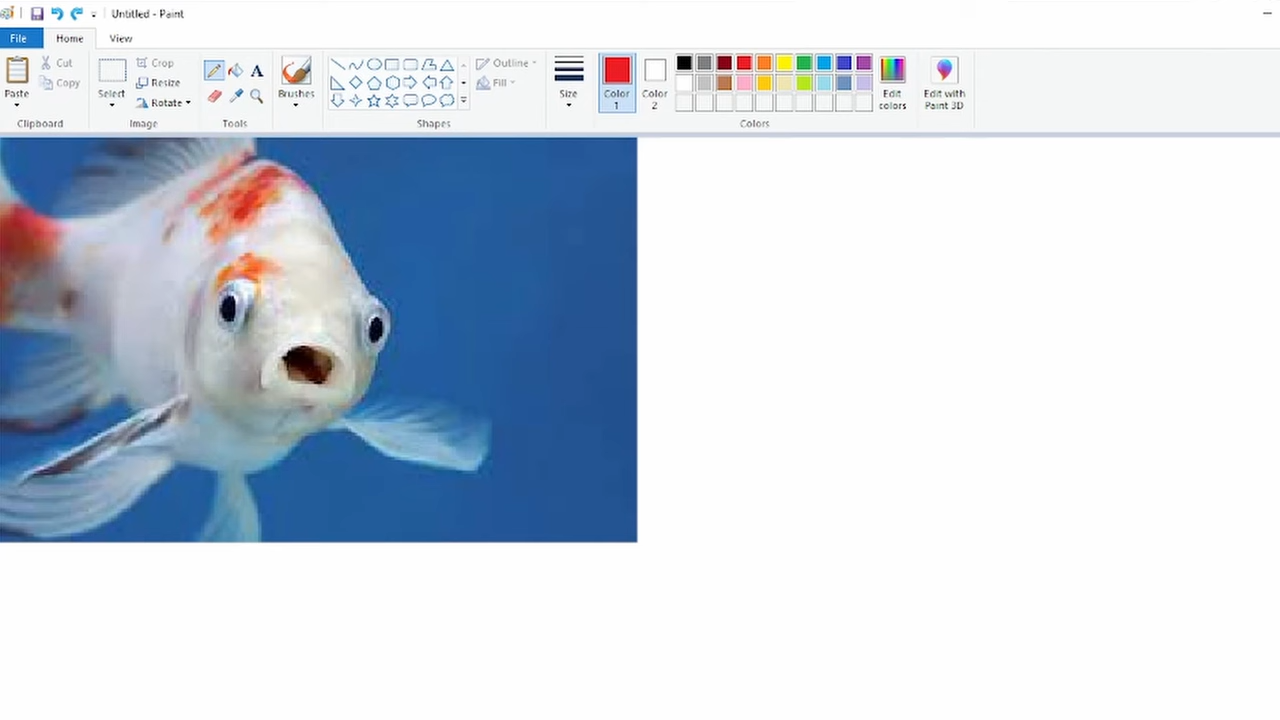 Untitled - Paint
File Home View
Paste
Cut
Copy
Clipboard
Select
Crop
Resize
Rotate
Image
A
Tools
Brushes
Outline
Fill
Shapes
Size
Color 1
Color 2
Edit colors
Colors
Edit with Paint 3D